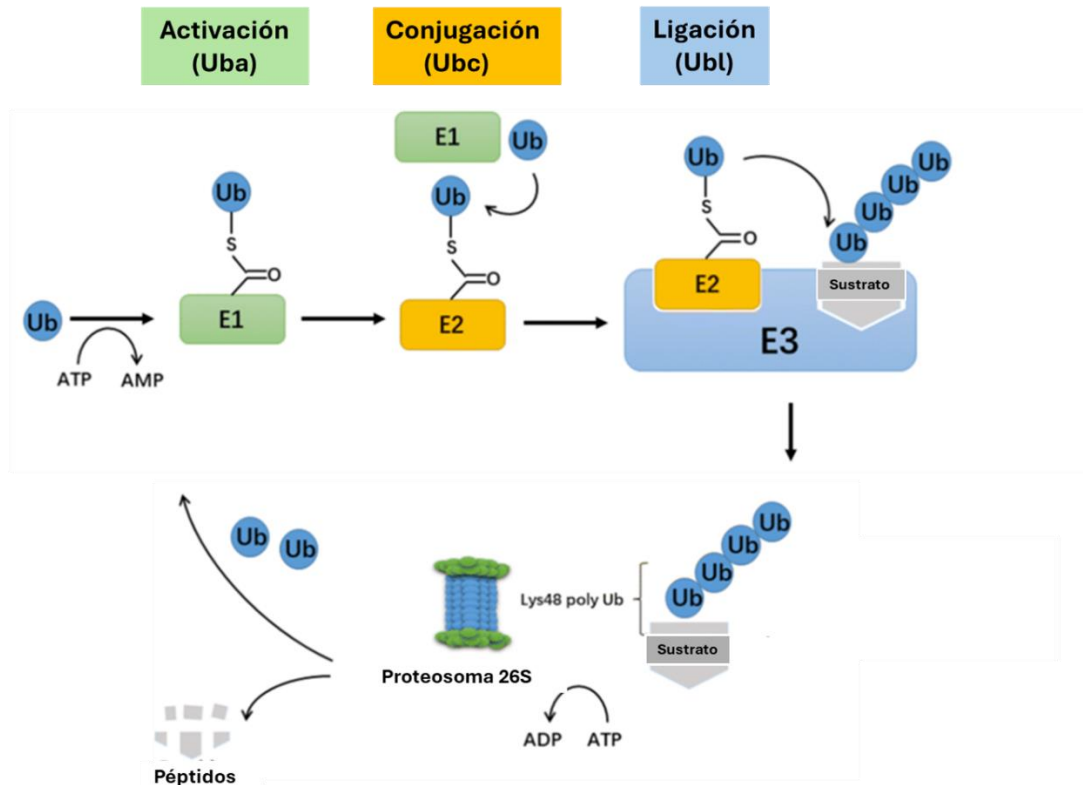 Activación
(Uba)
Conjugación
(Ubc)
Ligación
(Ubl)
E1
Ub
Ub
Ub
Ub
Ub
Ub
Ub
Ub
S
S
S
O
O
O
E2
Sustrato
Ub
E1
E2
E3
ATP
AMP
Ub
Ub
Ub
Ub
Ub
Lys48 poly Ub
Ub
Sustrato
Proteosoma 26S
ADP
ATP
Péptidos